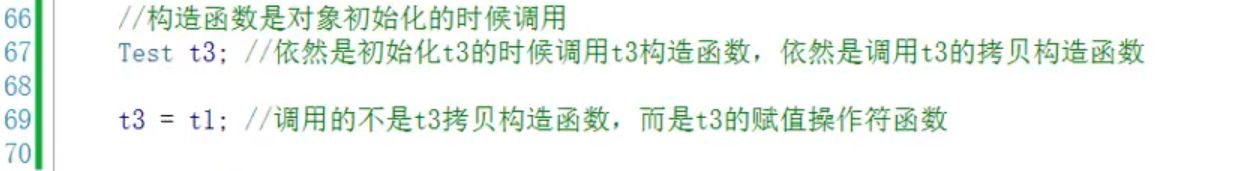 66 //构造函数是对象初始化的时候调用
67 Test t3; //依然是初始化t3的时候调用t3构造函数，依然是调用t3的拷贝构造函数
68
69 t3 = t1; //调用的不是t3拷贝构造函数，而是t3的赋值操作符函数
70